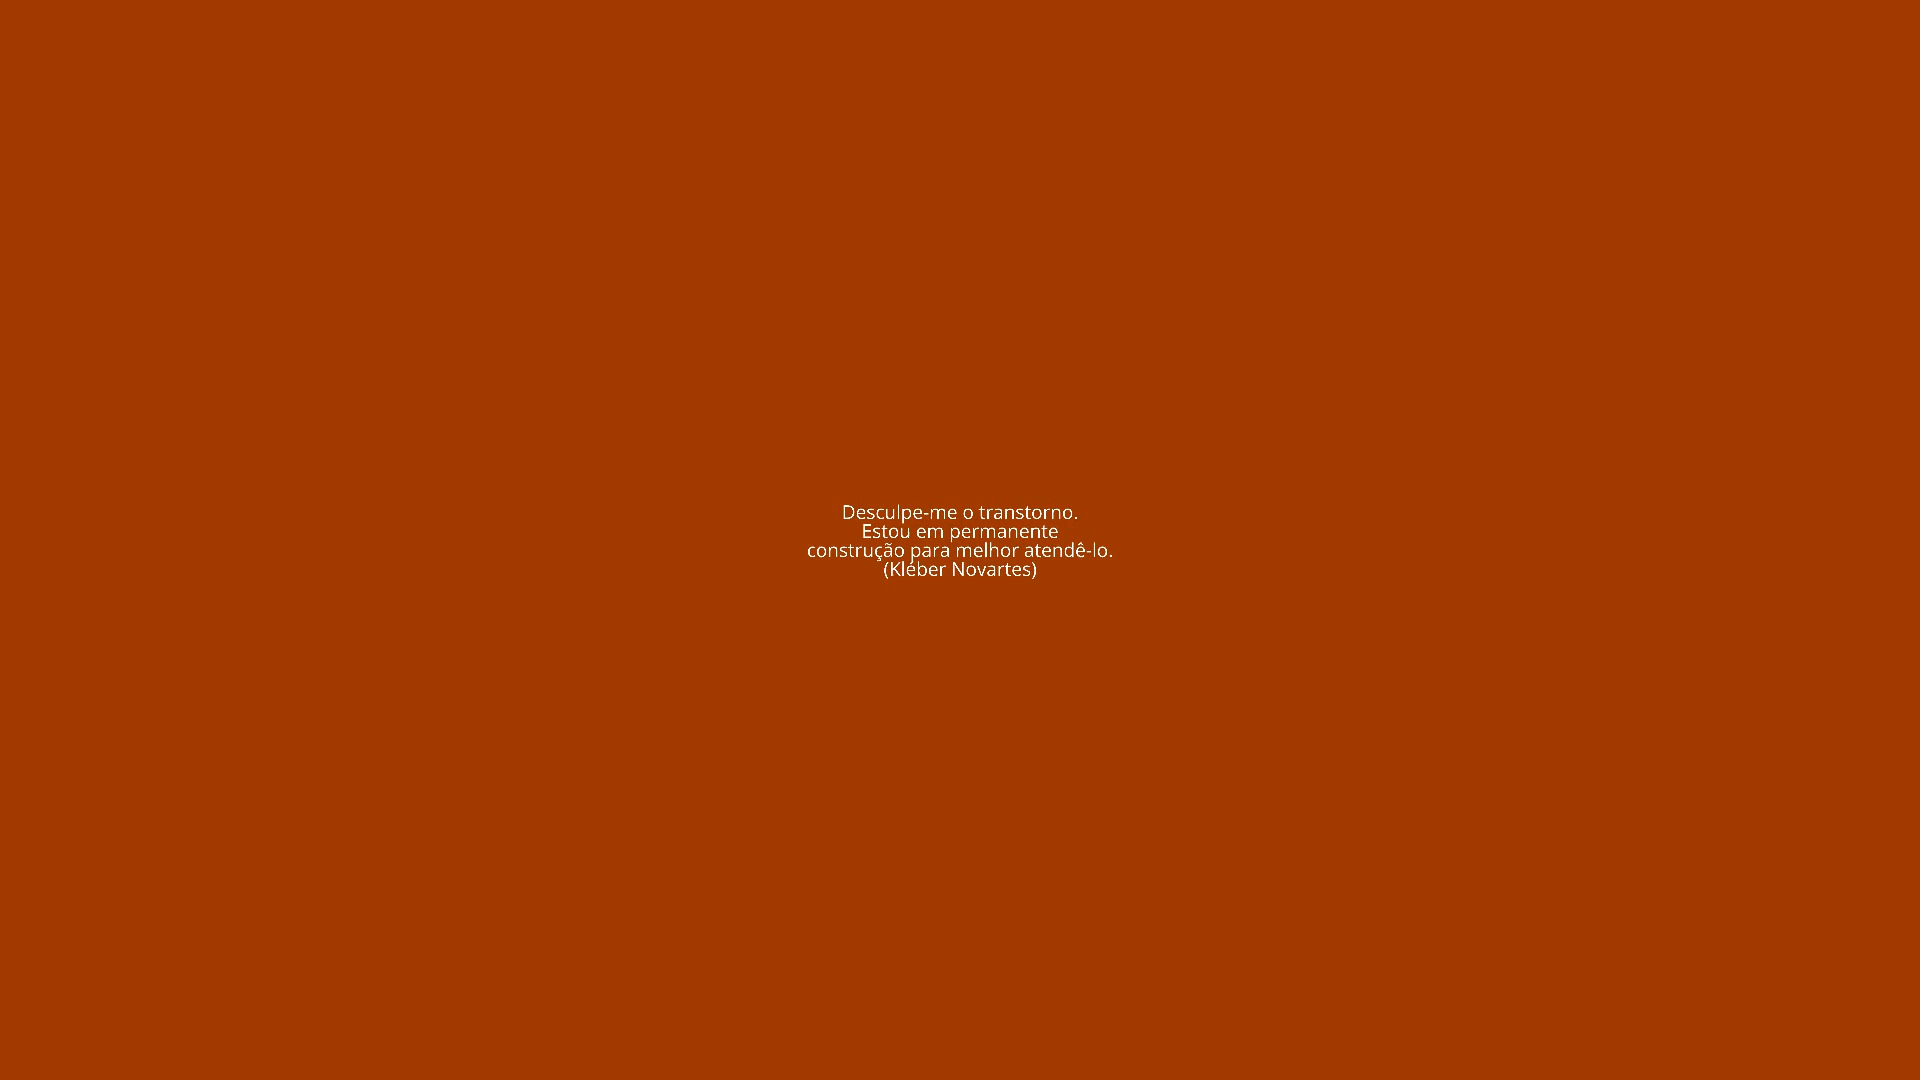 Desculpe-me o transtorno.
Estou em permanente
construção para melhor atendê-lo.
(Kléber Novartes)